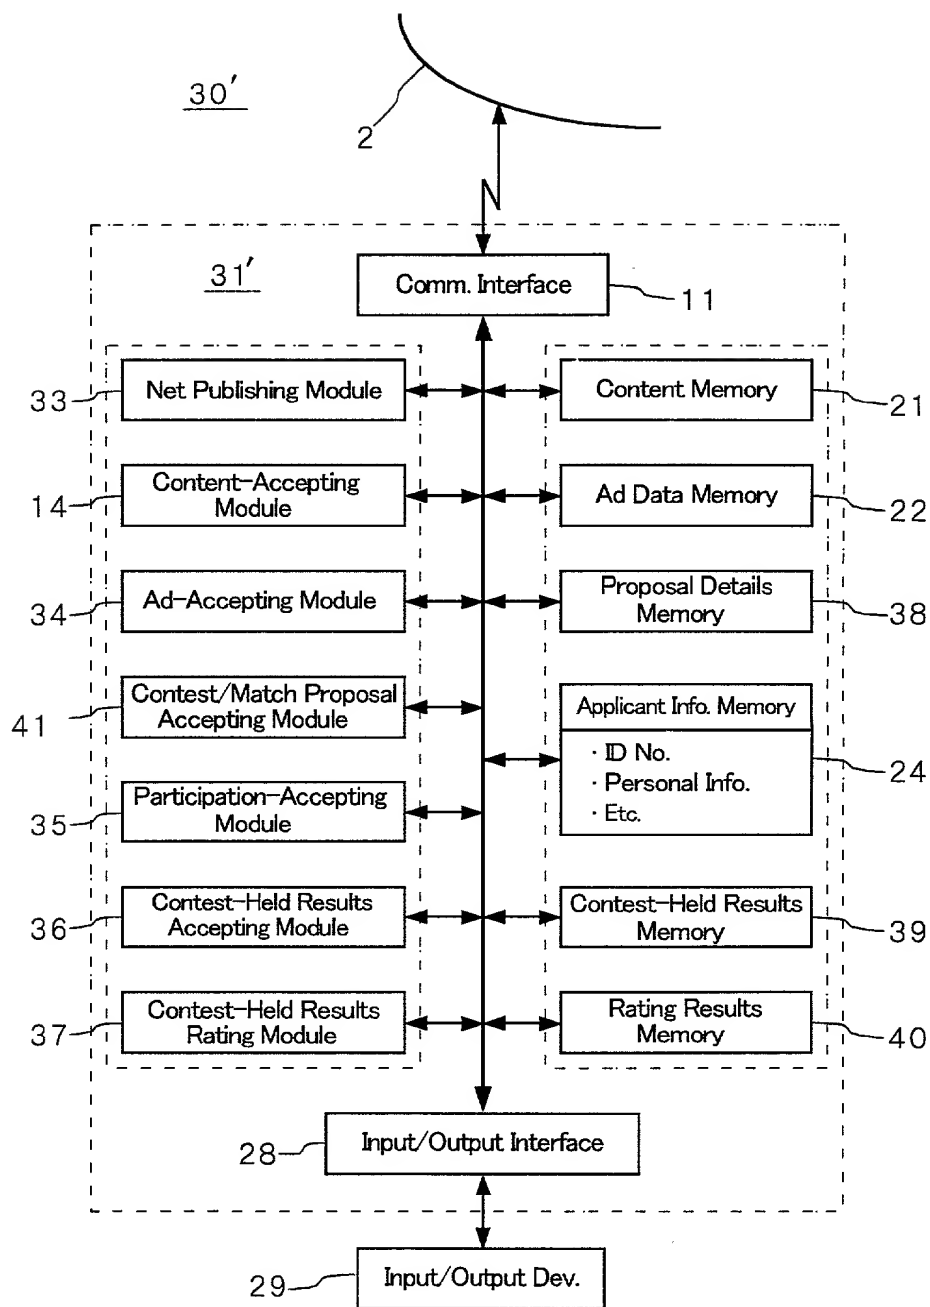 30'
2
31'
Comm. Interface
11
33
Net Publishing Module
Content Memory
21
14
Content-Accepting
Module
Ad Data Memory
22
34
Ad-Accepting Module
Proposal Details
Memory
38
41
Contest/Match Proposal
Accepting Module
Applicant Info. Memory
· ID No.
· Personal Info.
· Etc.
24
35
Participation-Accepting
Module
36
Contest-Held Results
Accepting Module
Contest-Held Results
Memory
39
37
Contest-Held Results
Rating Module
Rating Results
Memory
40
28
Input/Output Interface
29
Input/Output Dev.